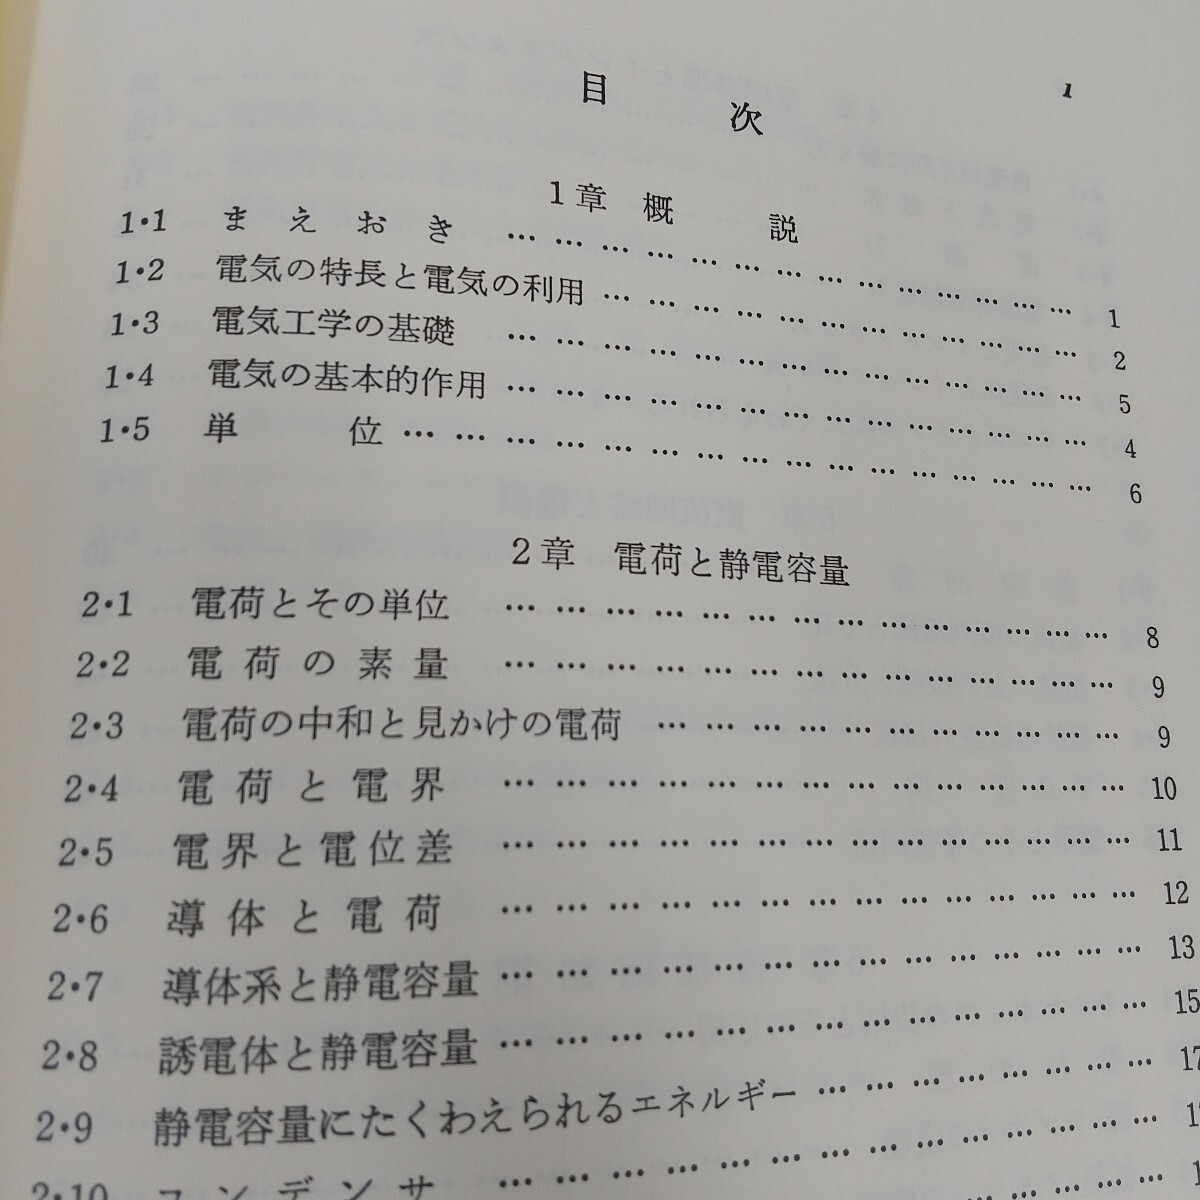 1
目 次
1章 概 説
1・1 ま え お き … … … … … … … … … … … … … 1
1・2 電気の特長と電気の利用 … … … … … … … … … … … 2
1・3 電気工学の基礎 … … … … … … … … … … … … … 5
1・4 電気の基本的作用 … … … … … … … … … … … … … 4
1・5 単 位 … … … … … … … … … … … … … … … 6
2章 電荷と静電容量
2・1 電荷とその単位 … … … … … … … … … … … … … 8
2・2 電 荷 の 素 量 … … … … … … … … … … … … … 9
2・3 電荷の中和と見かけの電荷 … … … … … … … … … … 9
2・4 電 荷 と 電 界 … … … … … … … … … … … … … 10
2・5 電界と電位差 … … … … … … … … … … … … … 11
2・6 導 体 と 電 荷 … … … … … … … … … … … … … 12
2・7 導体系と静電容量 … … … … … … … … … … … … … 13
2・8 誘電体と静電容量 … … … … … … … … … … … … … 15
2・9 静電容量にたくわえられるエネルギー … … … … … … … 17
2・10 コ ン デ ン サ … … … … … … … … … … … … …